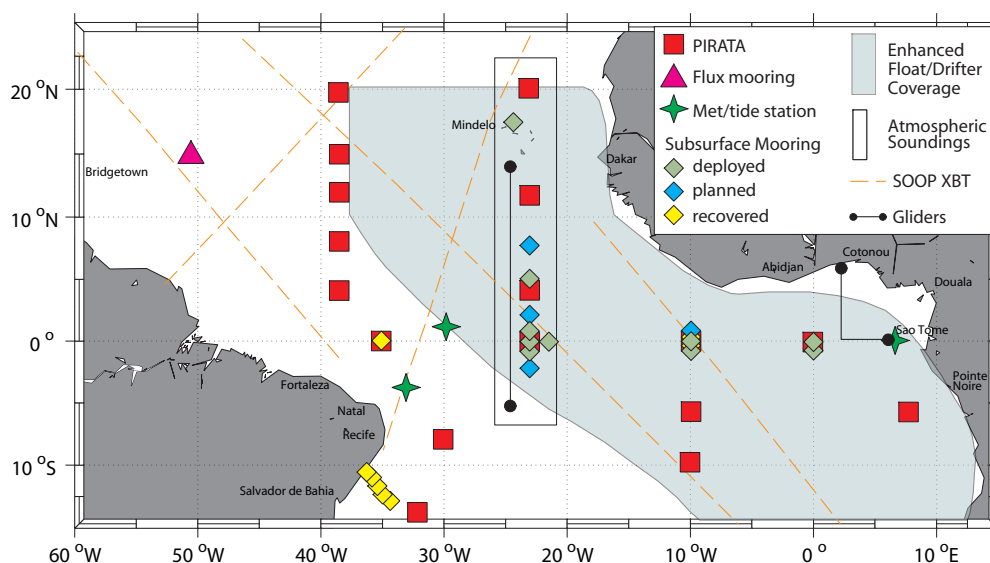 PIRATA
Flux mooring
Met/tide station
Subsurface Mooring
deployed
planned
recovered
Enhanced
Float/Drifter
Coverage
Atmospheric
Soundings
SOOP XBT
Gliders
20 °N
10 °N
0 °
10 °S
Bridgetown
Mindelo
Dakar
Abidjan
Cotonou
Douala
Sao Tome
Pointe
Noire
Fortaleza
Natal
Recife
Salvador de Bahia
60 °W
50 °W
40 °W
30 °W
20 °W
10 °W
0 °
10 °E